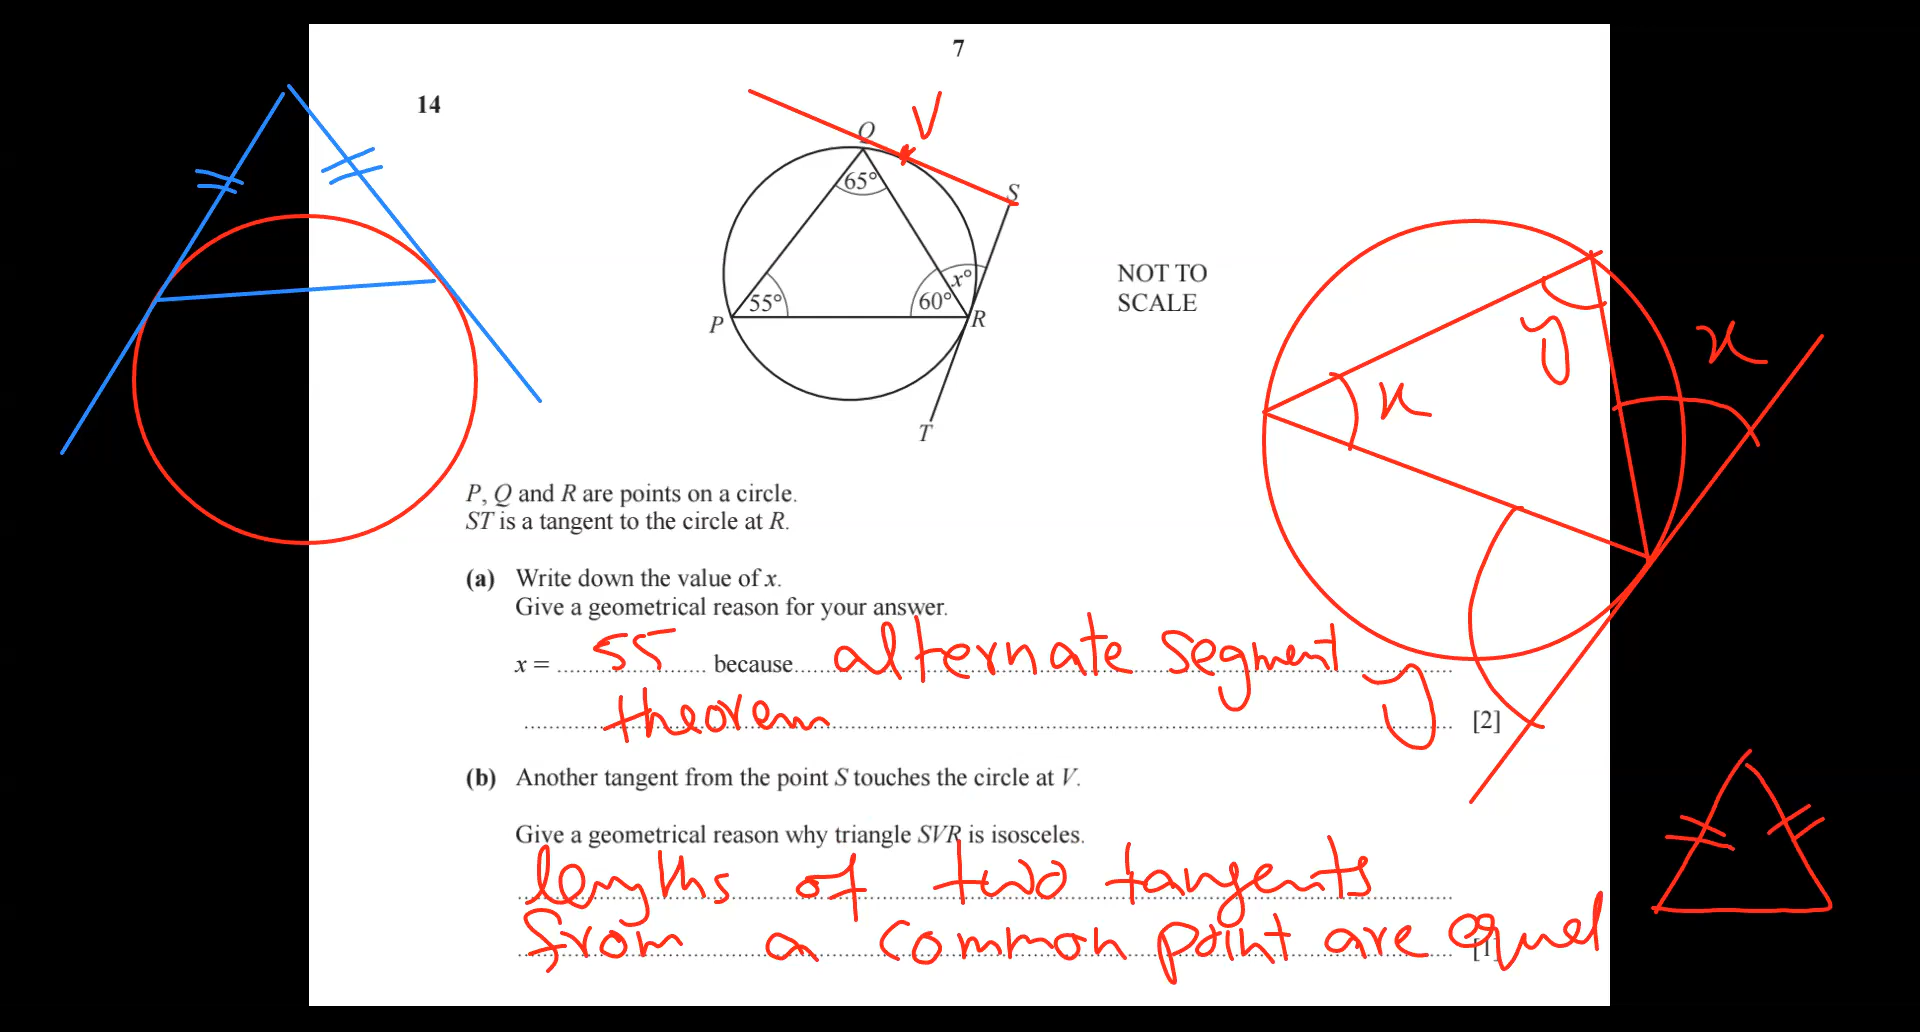 7
14
V
Q
65°
S
x°
55°
60°
P
R
T
NOT TO
SCALE
y
x
x
y
P, Q and R are points on a circle.
ST is a tangent to the circle at R.
(a) Write down the value of x.
Give a geometrical reason for your answer.
x = 55 because alternate segment
theorem [2]
(b) Another tangent from the point S touches the circle at V.
Give a geometrical reason why triangle SVR is isosceles.
lengths of two tangents
from a common point are equal [1]